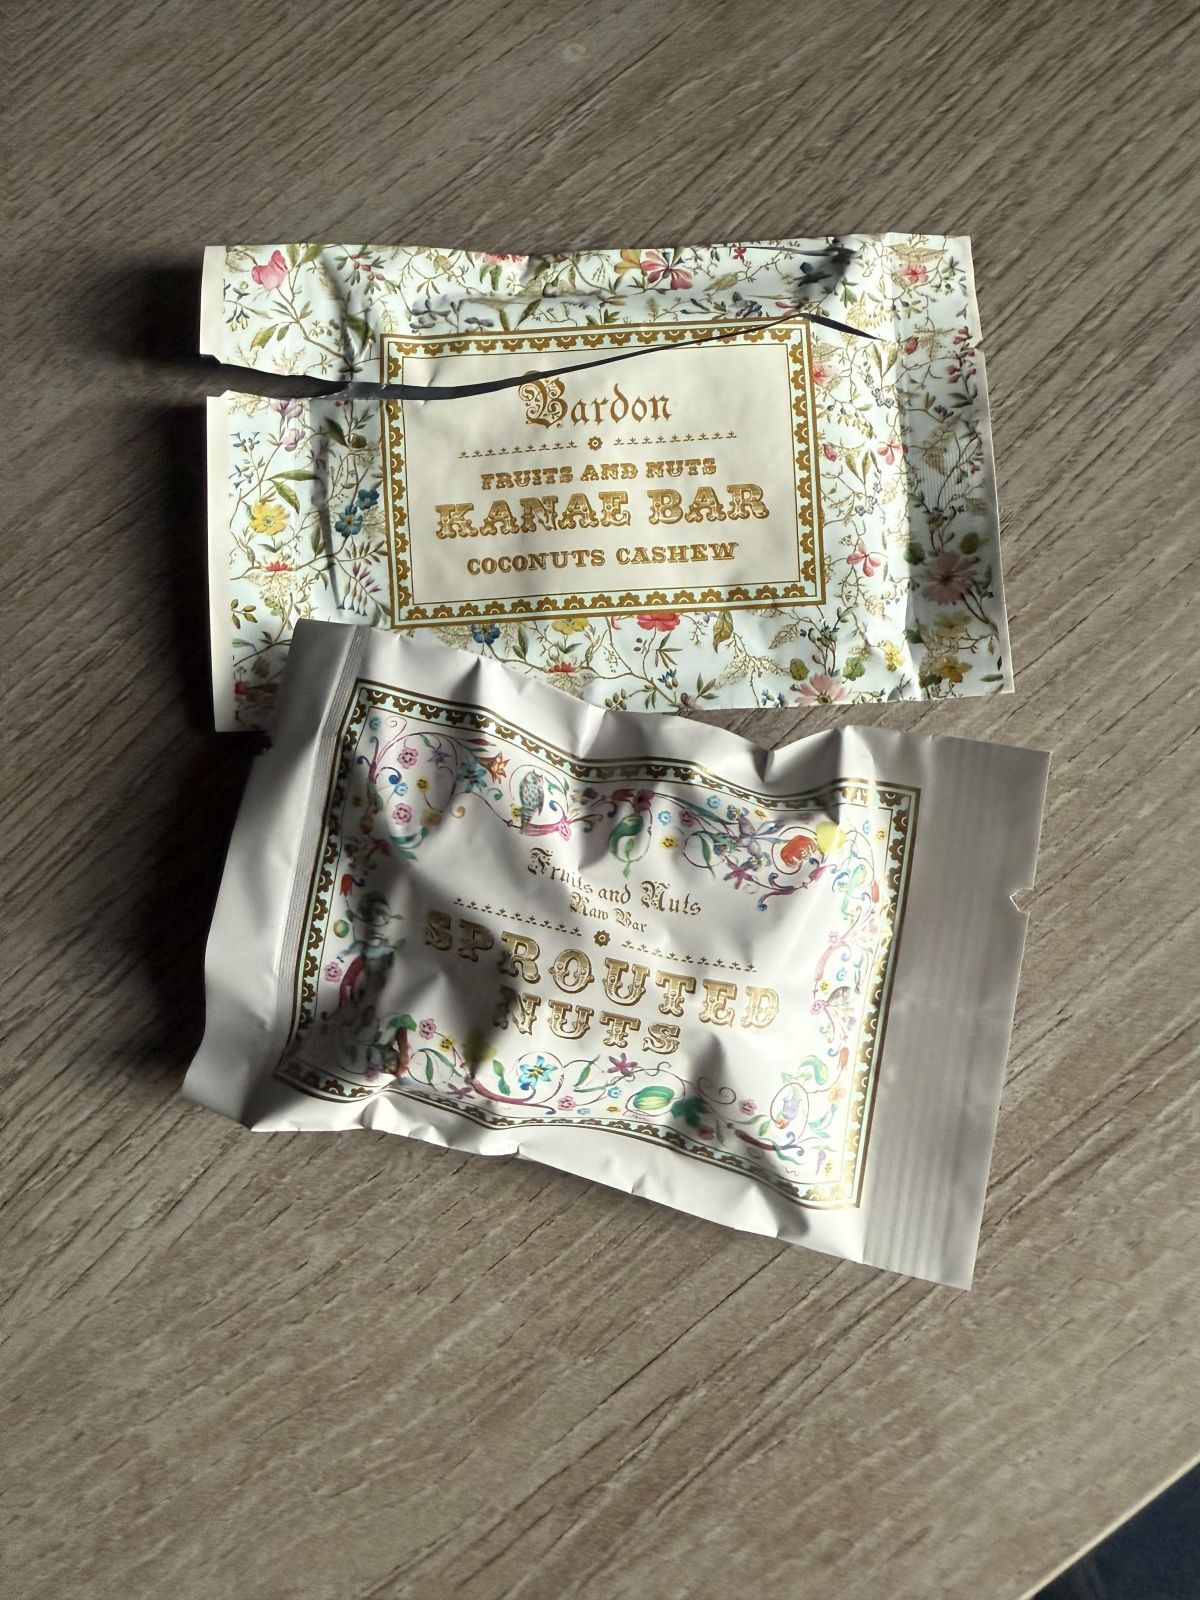 Bardon
FRUITS AND NUTS
KANAE BAR
COCONUTS CASHEW
Fruits and Nuts
Raw Bar
SPROUTED
NUTS